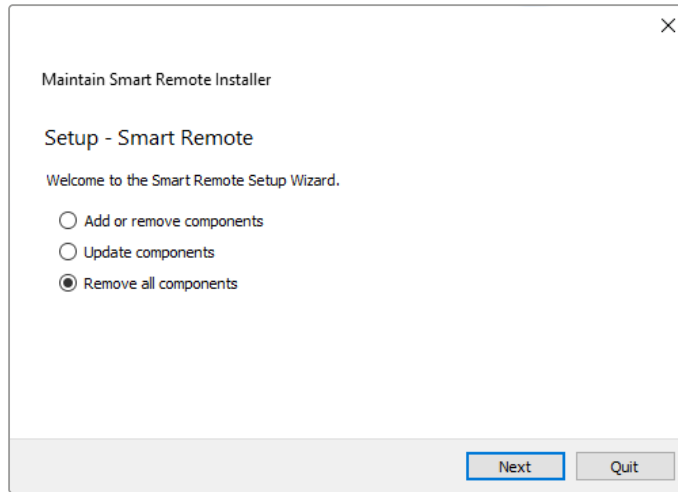 Maintain Smart Remote Installer
Setup - Smart Remote
Welcome to the Smart Remote Setup Wizard.
Add or remove components
Update components
Remove all components
Next Quit